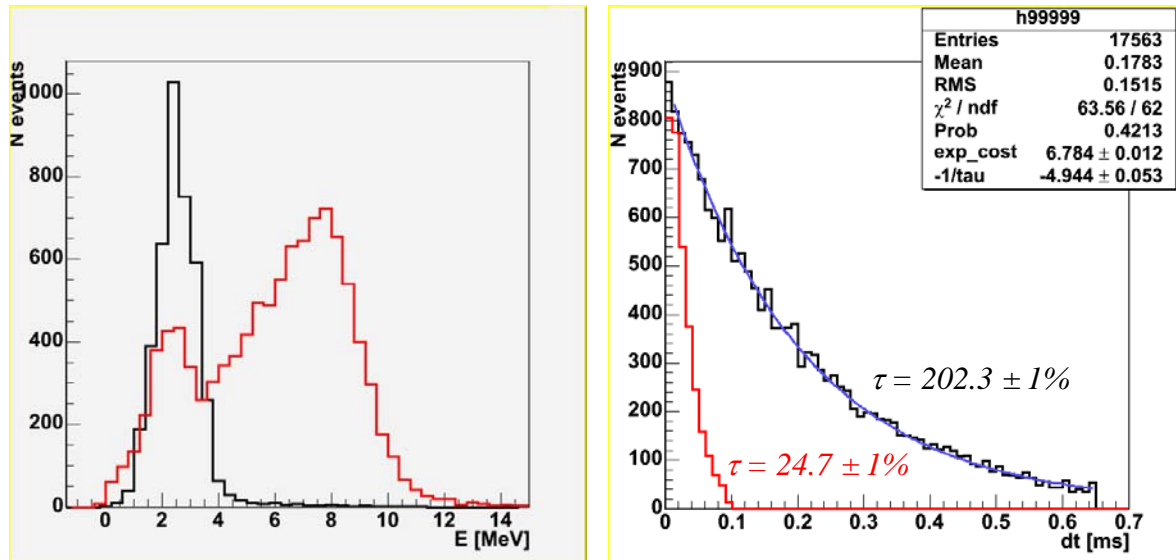 N events
1000
800
600
400
200
0
0 2 4 6 8 10 12 14
E [MeV]
h99999
Entries 17563
Mean 0.1783
RMS 0.1515
χ² / ndf 63.56 / 62
Prob 0.4213
exp_cost 6.784 ± 0.012
-1/tau -4.944 ± 0.053
N events
900
800
700
600
500
400
300
200
100
0
τ = 202.3 ± 1%
τ = 24.7 ± 1%
0 0.1 0.2 0.3 0.4 0.5 0.6 0.7
dt [ms]